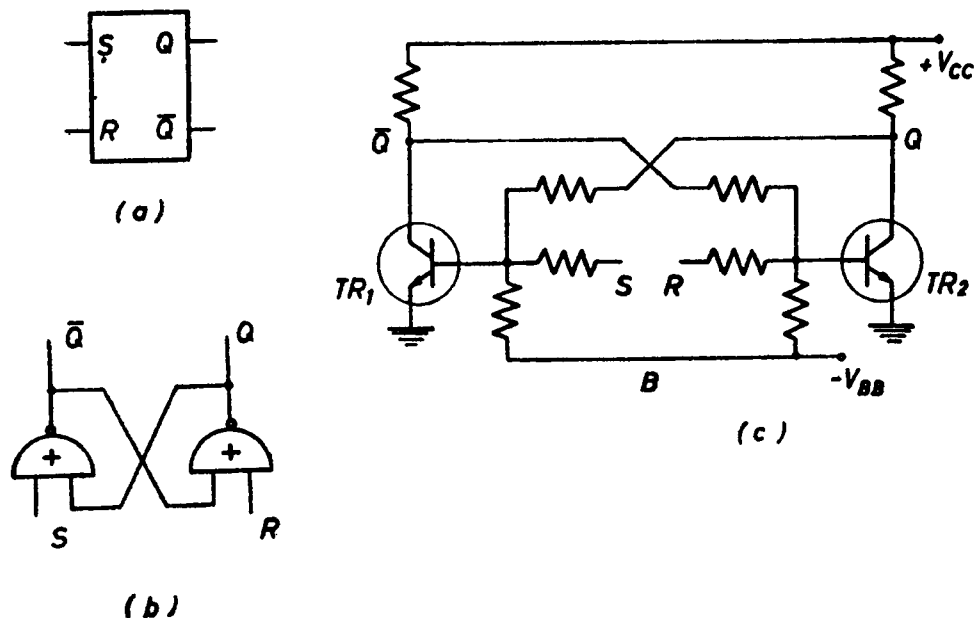 S Q
R Q̅
(a)
+V_CC
Q̅ Q
TR₁ S R TR₂
B
-V_BB
(c)
Q̅ Q
+ +
S R
(b)